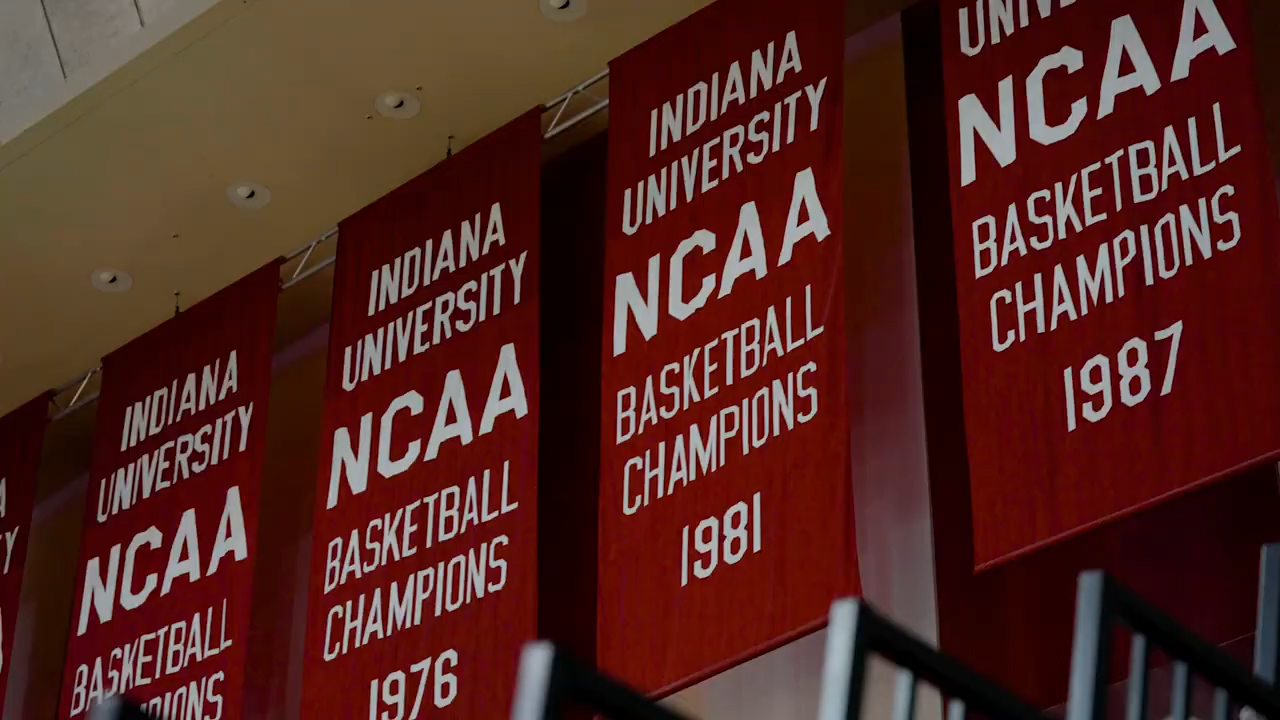 INDIANA
UNIVERSITY
NCAA
BASKETBALL
INDIANA
UNIVERSITY
NCAA
BASKETBALL
CHAMPIONS
1976
INDIANA
UNIVERSITY
NCAA
BASKETBALL
CHAMPIONS
1981
NCAA
BASKETBALL
CHAMPIONS
1987